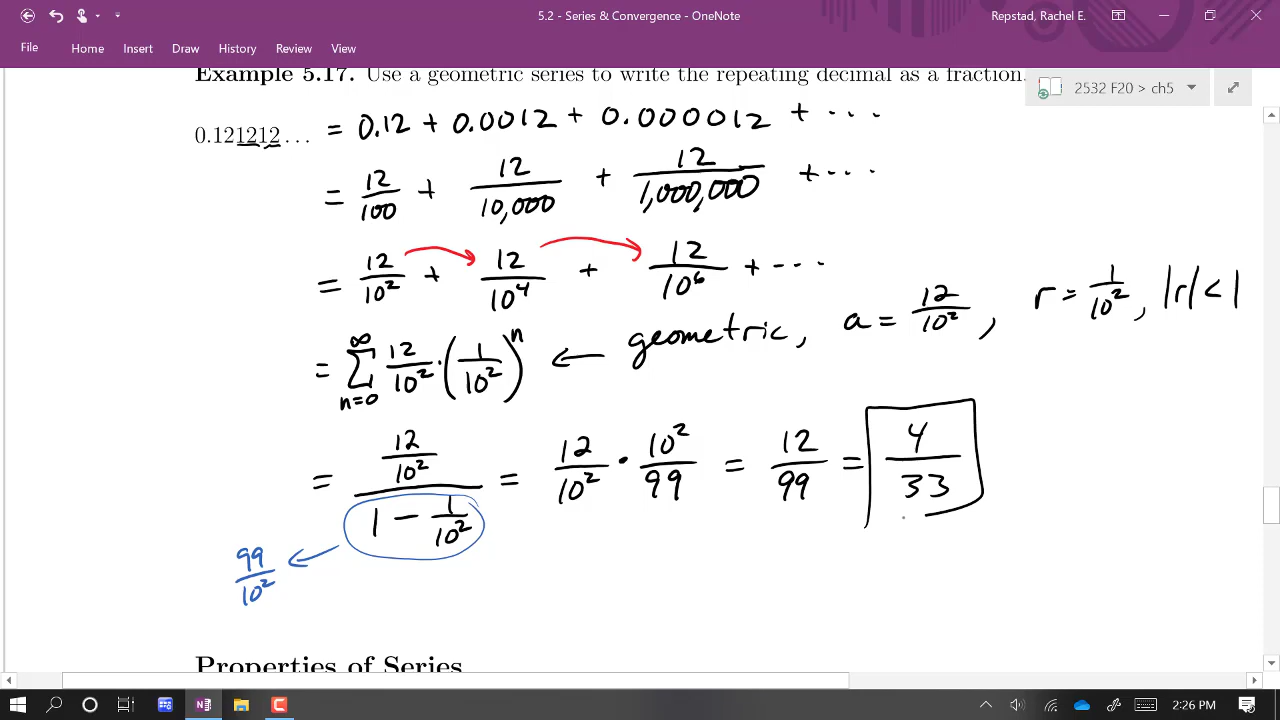 5.2 - Series & Convergence - OneNote
Repstad, Rachel E.
File Home Insert Draw History Review View
Example 5.17. Use a geometric series to write the repeating decimal as a fraction.
2532 F20 > ch5
0.121212... = 0.12 + 0.0012 + 0.000012 + ...
= 12/100 + 12/10,000 + 12/1,000,000 + ...
= 12/10² + 12/10⁴ + 12/10⁶ + ...
= ∑_{n=0}^{∞} 12/10² · (1/10²)ⁿ ← geometric, a = 12/10², r = 1/10², |r| < 1
= (12/10²)/(1 − 1/10²) = 12/10² · 10²/99 = 12/99 = 4/33
99/10² ←
Properties of Series
2:26 PM